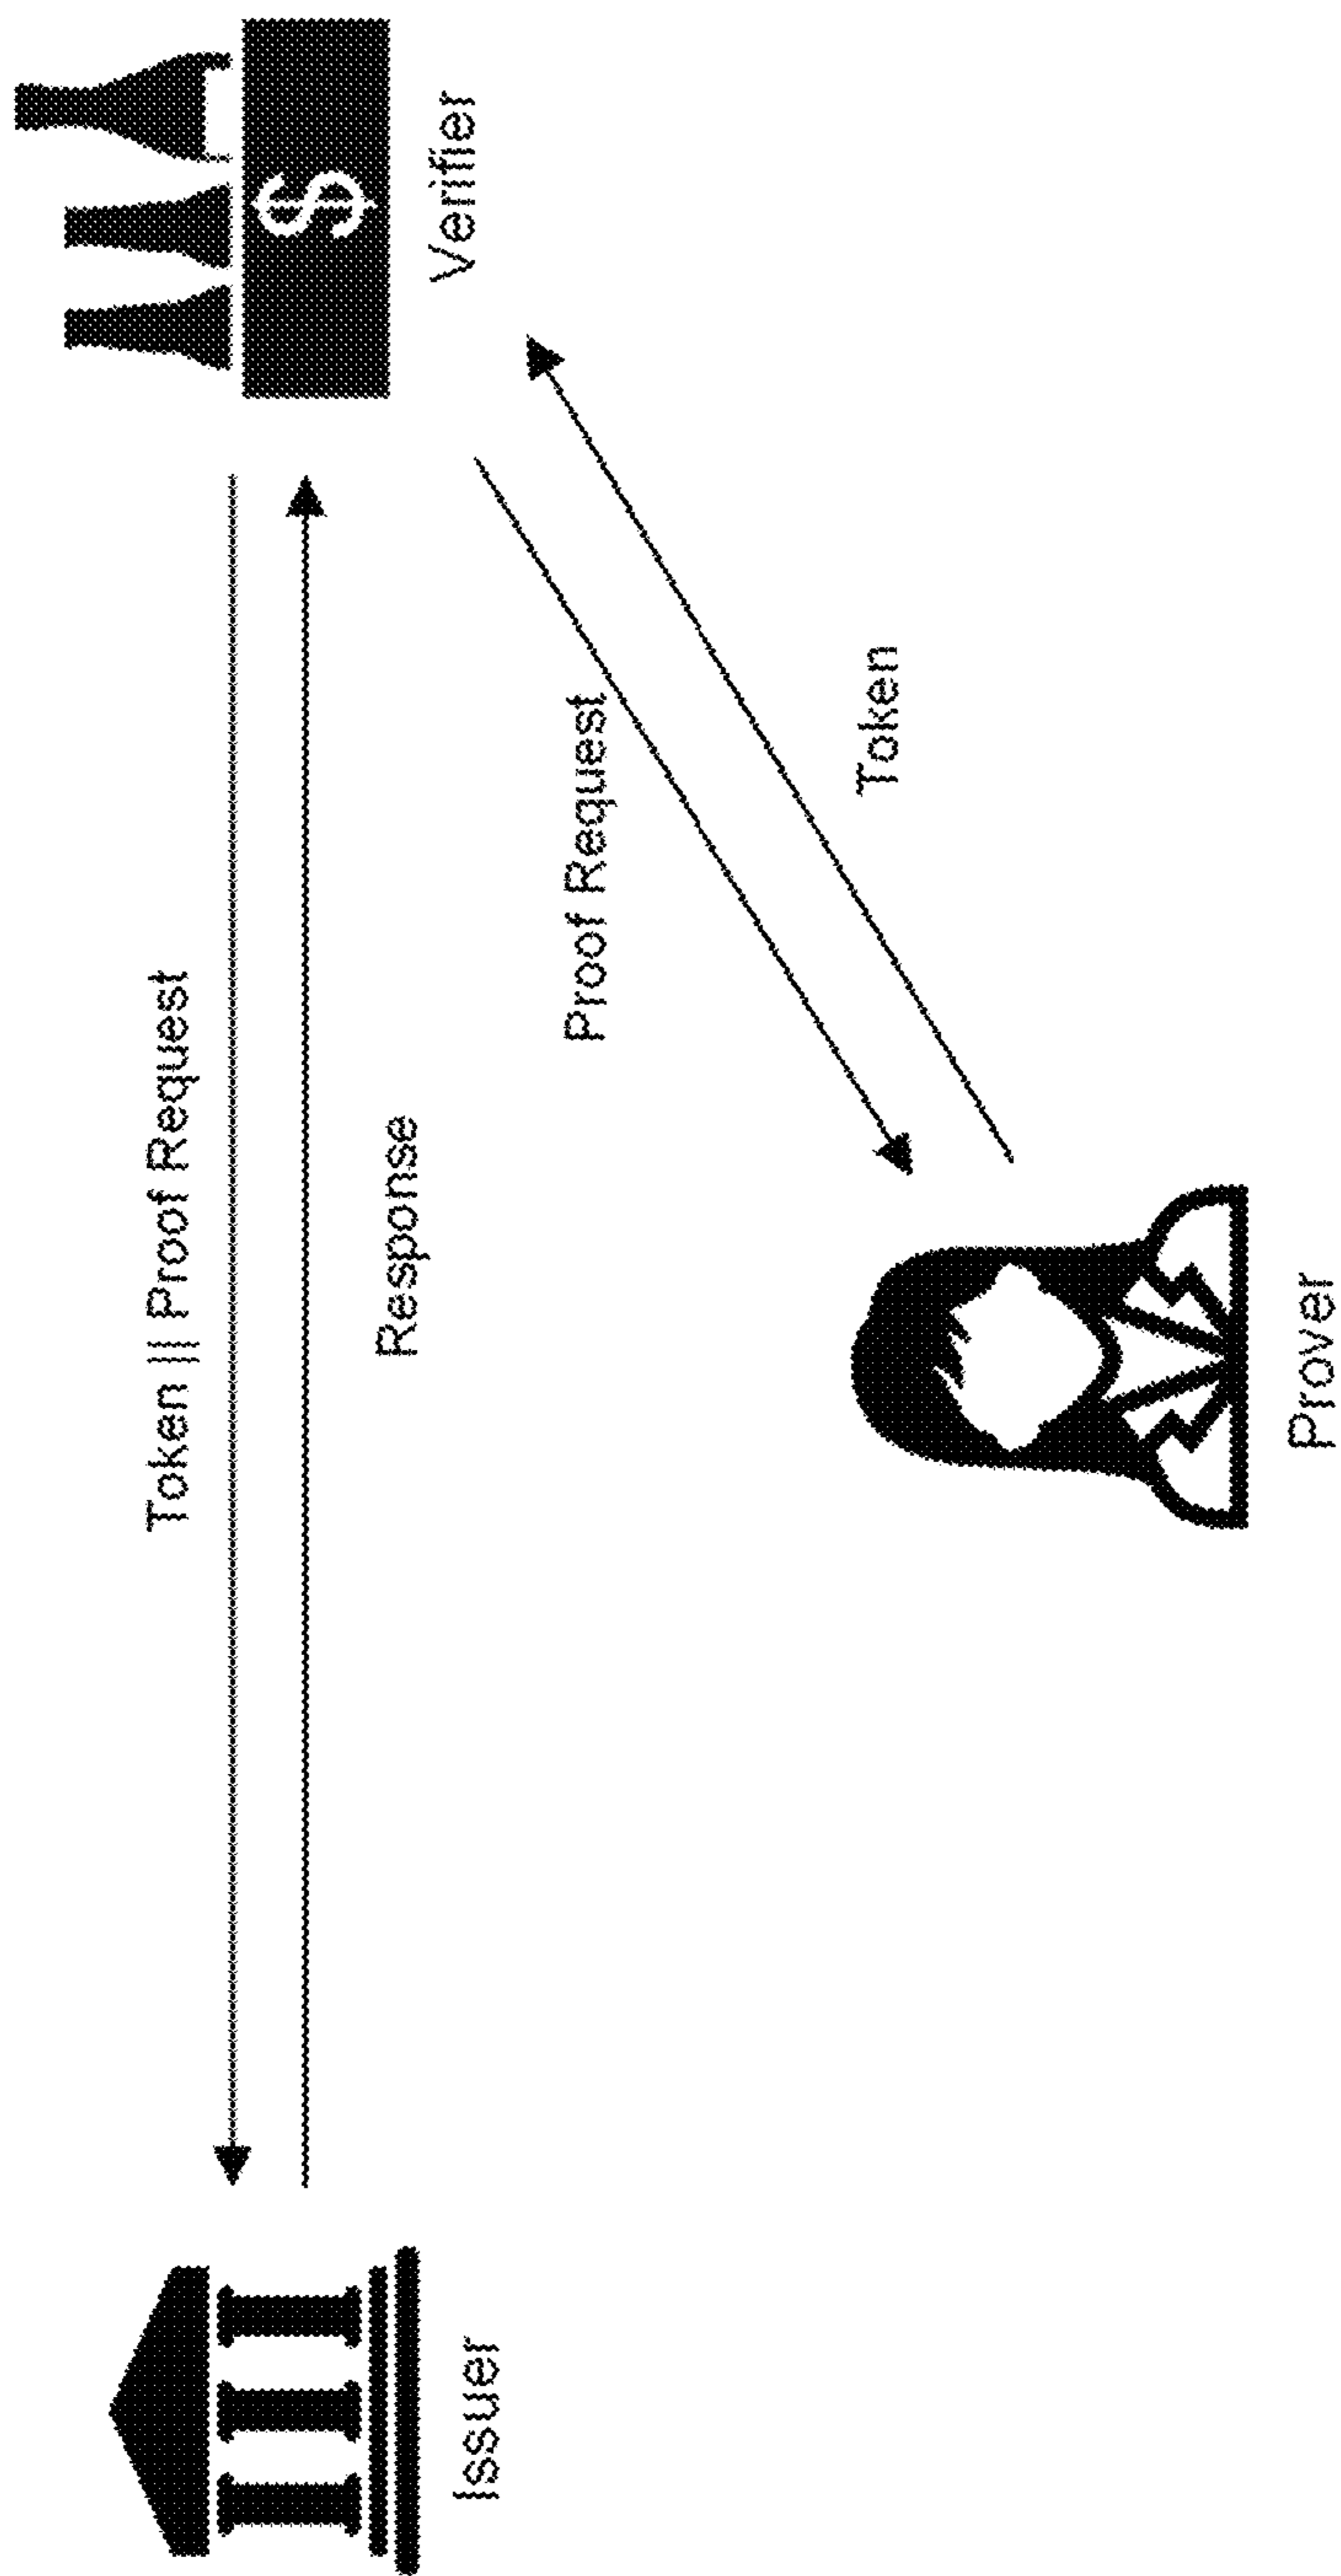 Token || Proof Request
Response
Issuer
$
Verifier
Proof Request
Token
Prover